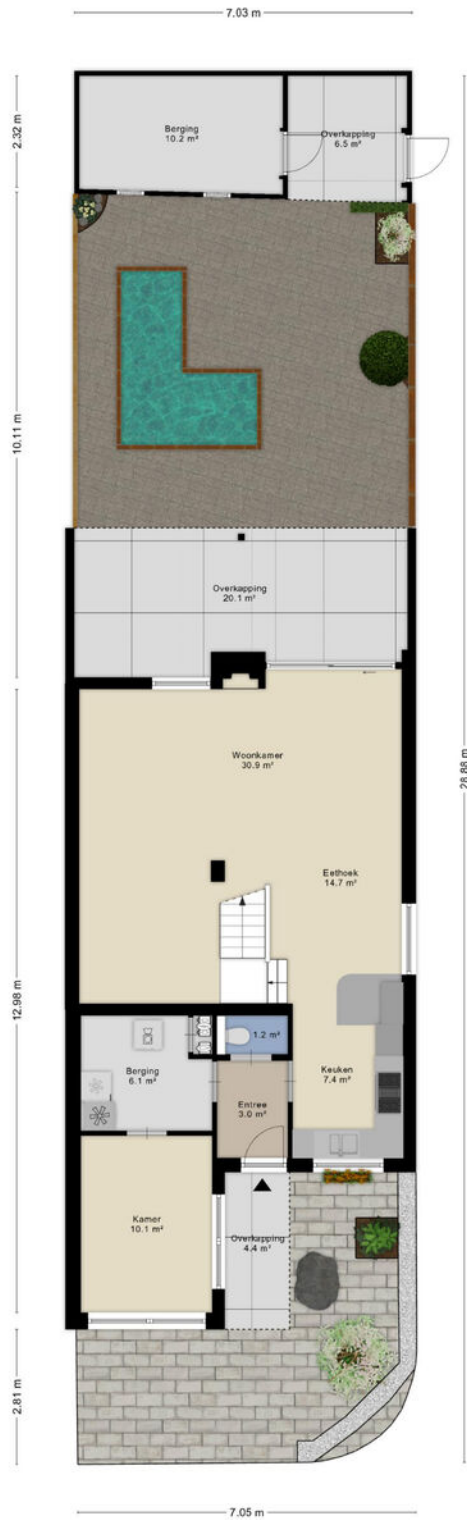 7.03 m
2.32 m
Berging
10.2 m²
Overkapping
6.5 m²
10.11 m
Overkapping
20.1 m²
28.88 m
Woonkamer
30.9 m²
Eethoek
14.7 m²
12.98 m
1.2 m²
Berging
6.1 m²
Keuken
7.4 m²
Entree
3.0 m²
Kamer
10.1 m²
Overkapping
4.4 m²
2.81 m
7.05 m